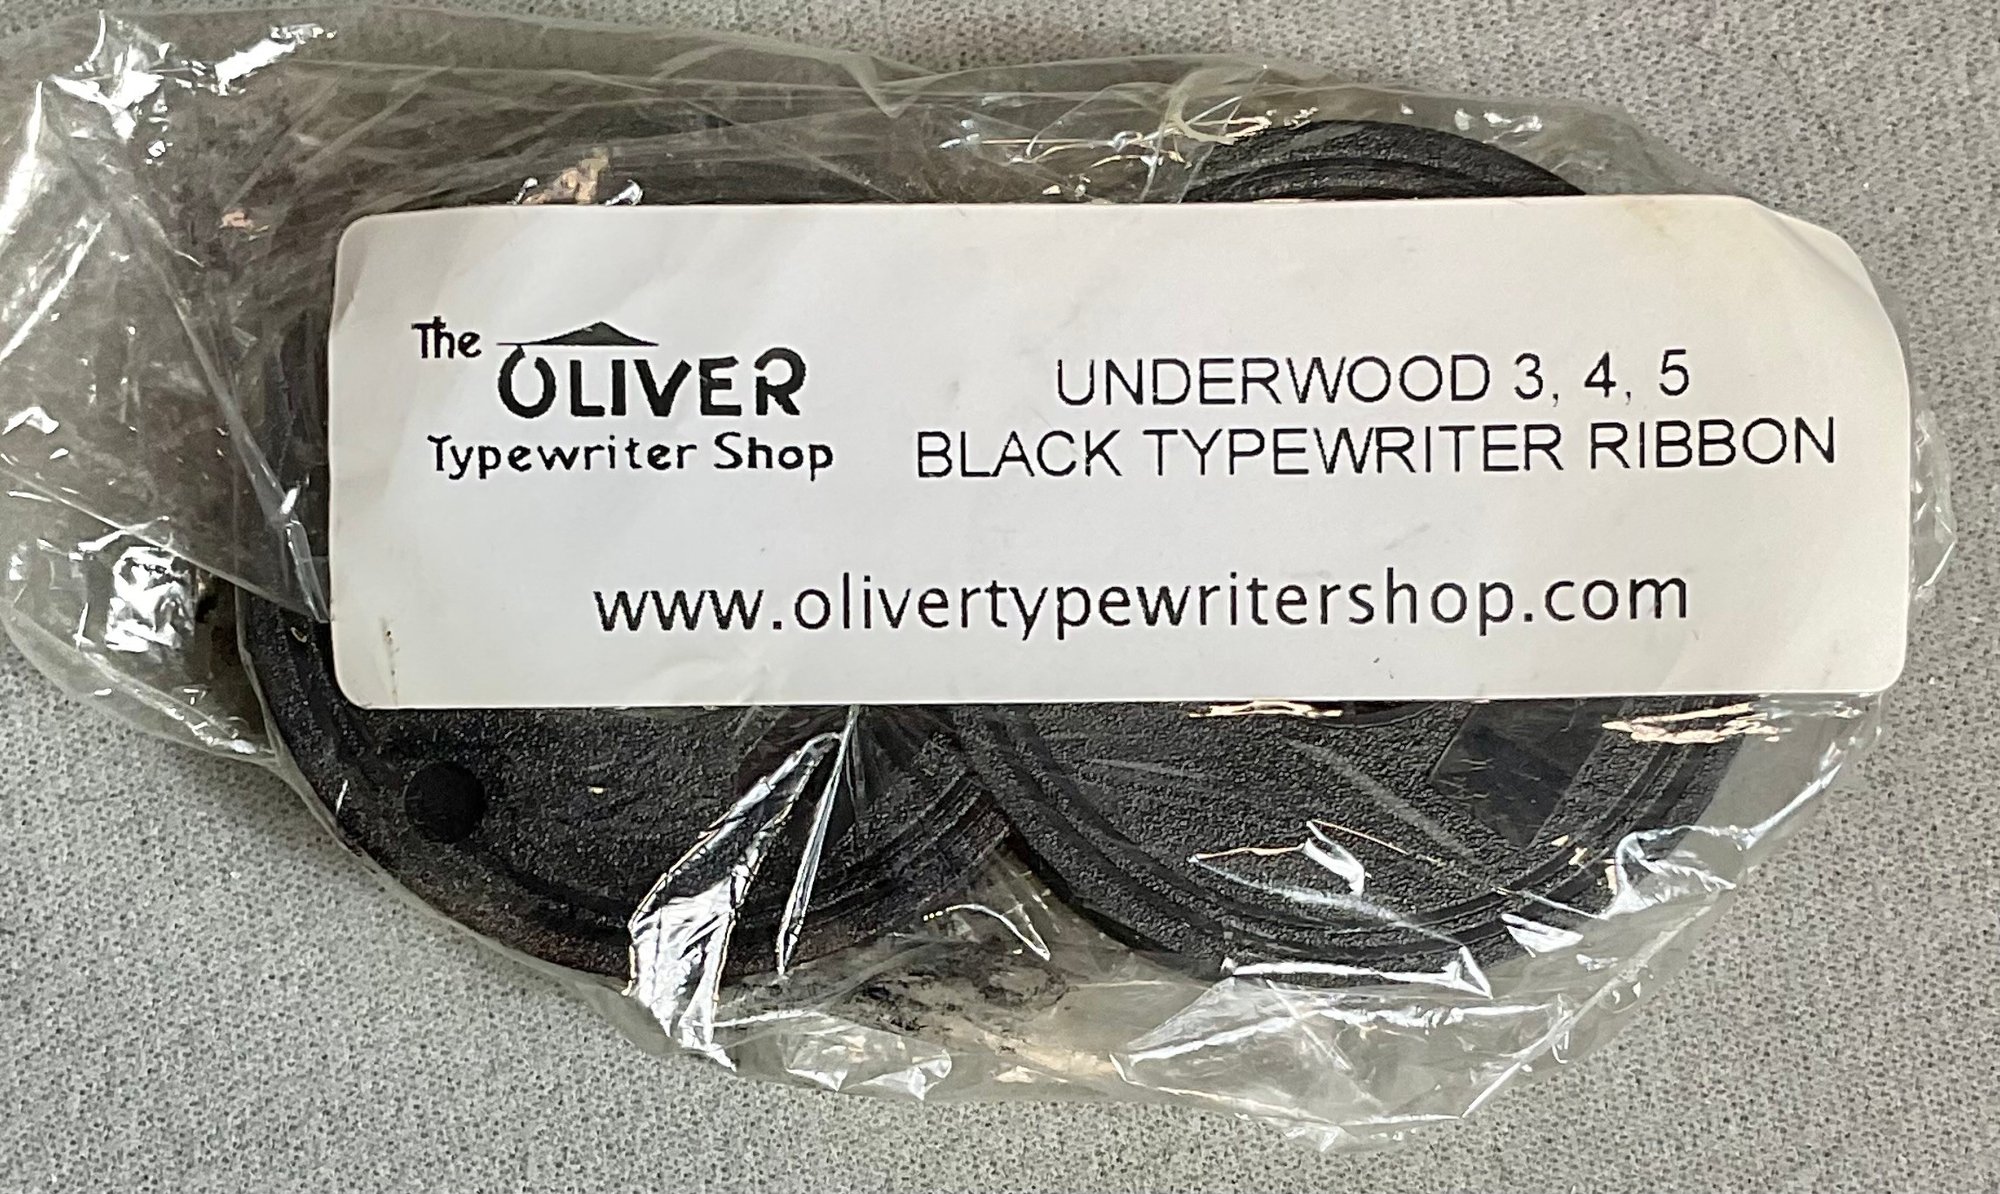 The OLIVER
Typewriter Shop
UNDERWOOD 3, 4, 5
BLACK TYPEWRITER RIBBON
www.olivertypewritershop.com